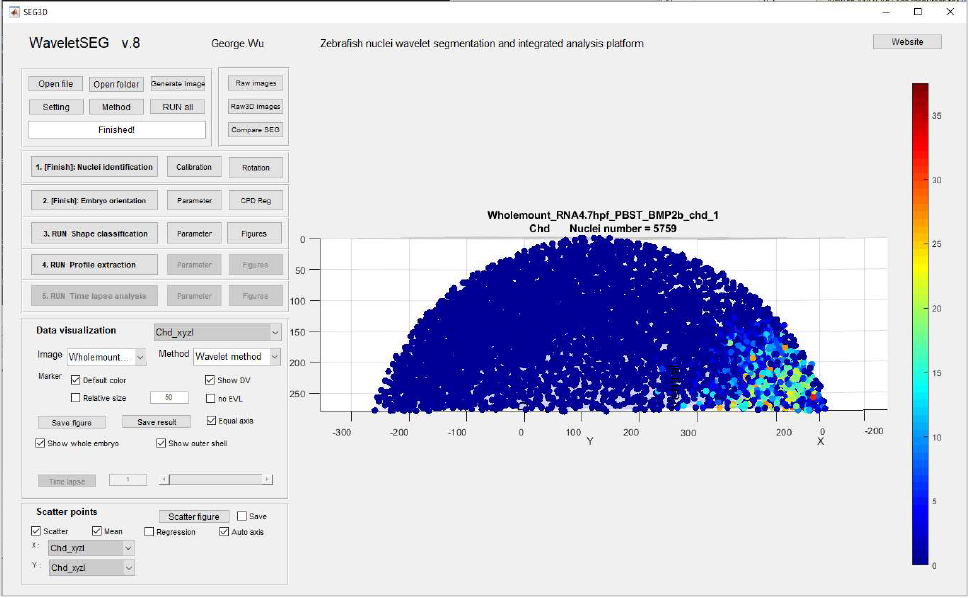 SEG3D
WaveletSEG v.8 George.Wu Zebrafish nuclei wavelet segmentation and integrated analysis platform Website
Open file Open folder Generate image Raw images
Setting Method RUN all Raw3D images
Finished! Compare SEG
1. [Finish]: Nuclei identification Calibration Rotation
2. [Finish]: Embryo orientation Parameter CPD Reg
3. RUN Shape classification Parameter Figures
4. RUN Profile extraction Parameter Figures
5. RUN Time lapse analysis Parameter Figures
Data visualization Chd_xyzl
Image Wholemount... Method Wavelet method
Marker Default color Show DV
Relative size 50 no EVL
Save figure Save result Equal axis
Show whole embryo Show outer shell
Time lapse 1
Scatter points Scatter figure Save
Scatter Mean Regression Auto axis
X: Chd_xyzl
Y: Chd_xyzl
Wholemount_RNA4.7hpf_PBST_BMP2b_chd_1
Chd Nuclei number = 5759
0
50
100
150
200
250
-300 -200 -100 0 100 200 300 200 0 -200
Y X
35
30
25
20
15
10
5
0